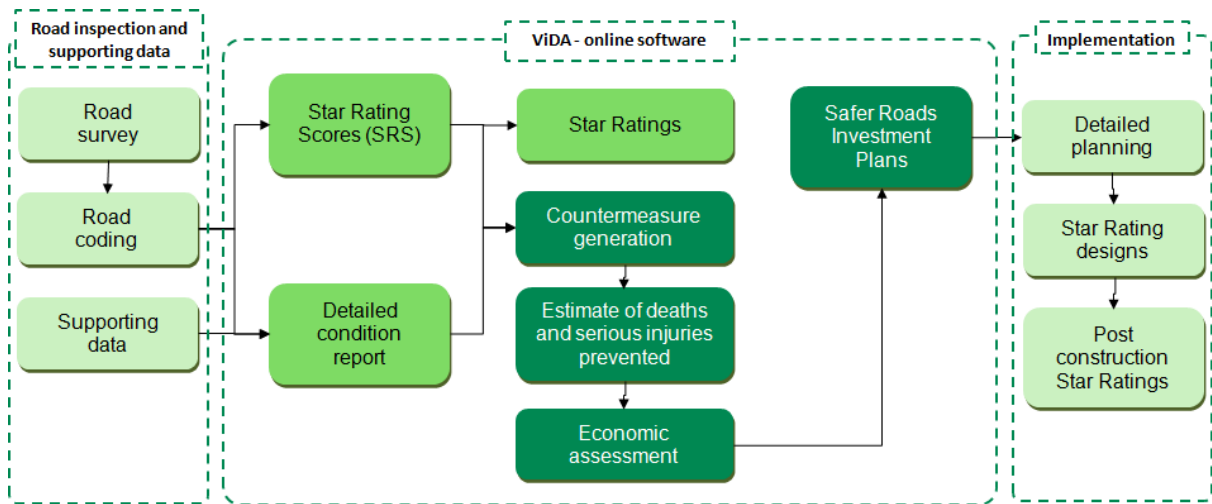 Road inspection and
supporting data
Road
survey
Road
coding
Supporting
data
ViDA - online software
Star Rating
Scores (SRS)
Detailed
condition
report
Star Ratings
Countermeasure
generation
Estimate of deaths
and serious injuries
prevented
Economic
assessment
Safer Roads
Investment
Plans
Implementation
Detailed
planning
Star Rating
designs
Post
construction
Star Ratings